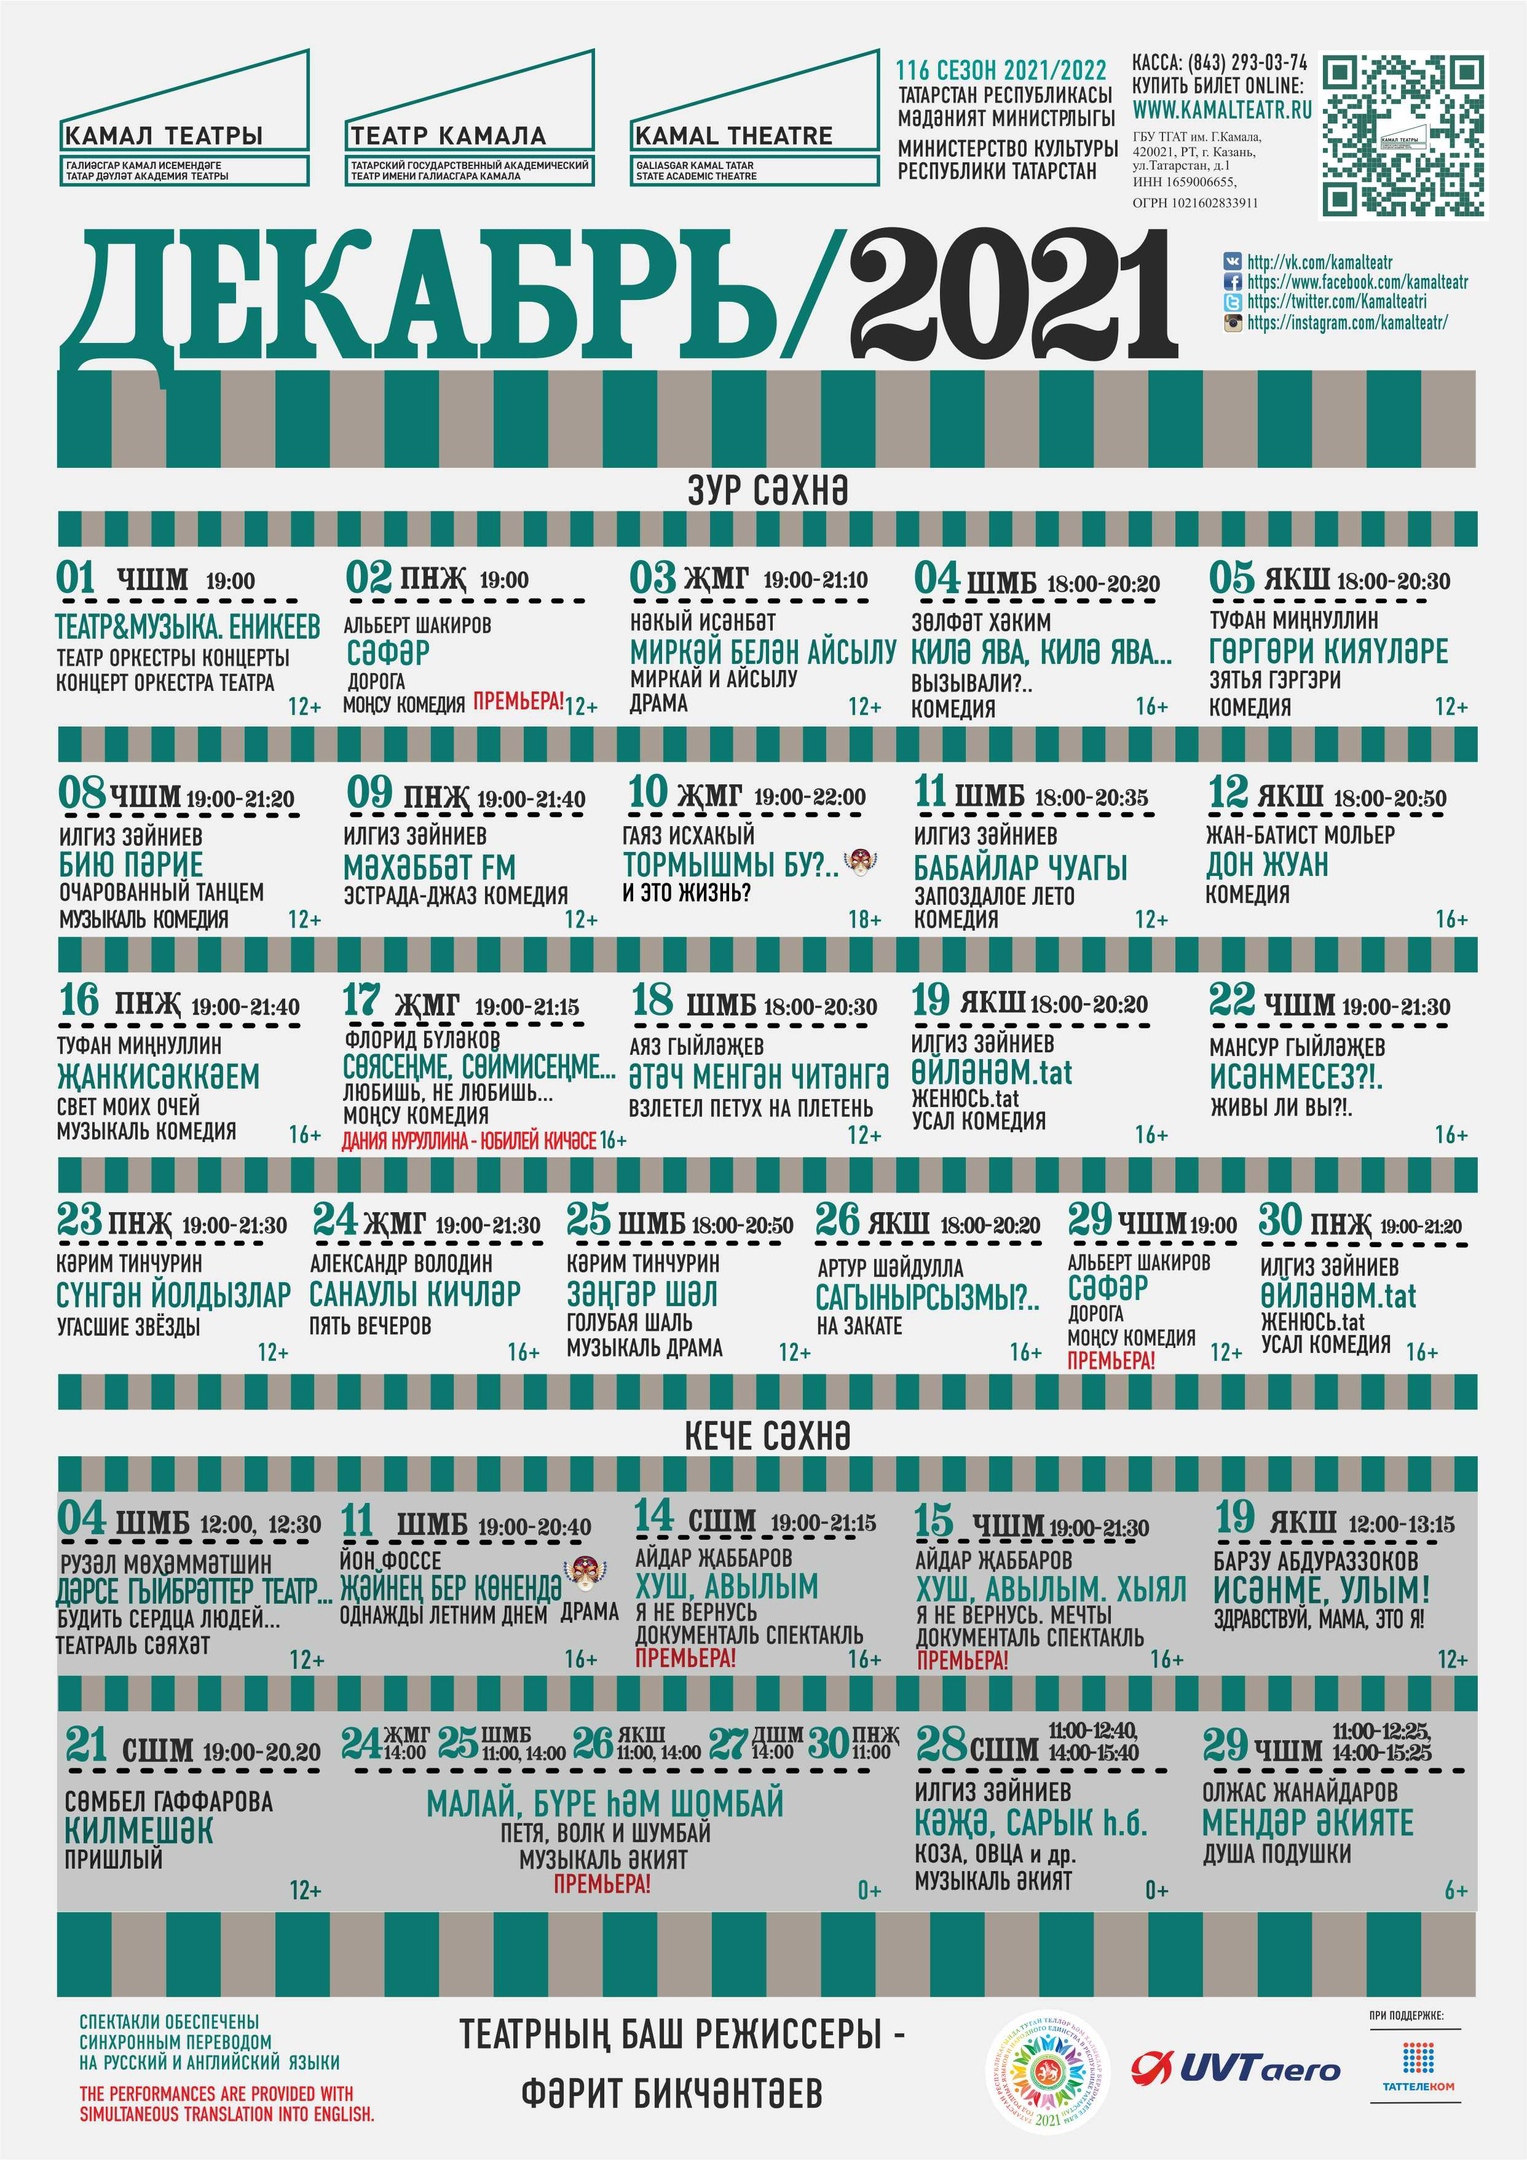 КАМАЛ ТЕАТРЫ
ГАЛИӘСГАР КАМАЛ ИСЕМЕНДӘГЕ
ТАТАР ДӘҮЛӘТ АКАДЕМИЯ ТЕАТРЫ
ТЕАТР КАМАЛА
ТАТАРСКИЙ ГОСУДАРСТВЕННЫЙ АКАДЕМИЧЕСКИЙ
ТЕАТР ИМЕНИ ГАЛИАСГАРА КАМАЛА
KAMAL THEATRE
GALIASGAR KAMAL TATAR
STATE ACADEMIC THEATRE
116 СЕЗОН 2021/2022
ТАТАРСТАН РЕСПУБЛИКАСЫ
МӘДӘНИЯТ МИНИСТРЛЫГЫ
МИНИСТЕРСТВО КУЛЬТУРЫ
РЕСПУБЛИКИ ТАТАРСТАН
КАССА: (843) 293-03-74
КУПИТЬ БИЛЕТ ONLINE:
WWW.KAMALTEATR.RU
ГБУ ТГАТ им. Г.Камала,
420021, РТ, г. Казань,
ул.Татарстан, д.1
ИНН 1659006655,
ОГРН 1021602833911
ДЕКАБРЬ/2021
http://vk.com/kamalteatr
https://www.facebook.com/kamalteatr
https://twitter.com/Kamalteatri
https://instagram.com/kamalteatr/
ЗУР СӘХНӘ
01 ЧШМ 19:00
ТЕАТР&МУЗЫКА. ЕНИКЕЕВ
ТЕАТР ОРКЕСТРЫ КОНЦЕРТЫ
КОНЦЕРТ ОРКЕСТРА ТЕАТРА
12+
02 ПНҖ 19:00
АЛЬБЕРТ ШАКИРОВ
СӘФӘР
ДОРОГА
МОҢСУ КОМЕДИЯ ПРЕМЬЕРА! 12+
03 ҖМГ 19:00-21:10
НӘКЫЙ ИСӘНБӘТ
МИРКӘЙ БЕЛӘН АЙСЫЛУ
МИРКАЙ И АЙСЫЛУ
ДРАМА 12+
04 ШМБ 18:00-20:20
ЗӨЛФӘТ ХӘКИМ
КИЛӘ ЯВА, КИЛӘ ЯВА...
ВЫЗЫВАЛИ?..
КОМЕДИЯ 16+
05 ЯКШ 18:00-20:30
ТУФАН МИҢНУЛЛИН
ГӨРГӨРИ КИЯҮЛӘРЕ
ЗЯТЬЯ ГЭРГЭРИ
КОМЕДИЯ 12+
08 ЧШМ 19:00-21:20
ИЛГИЗ ЗӘЙНИЕВ
БИЮ ПӘРИЕ
ОЧАРОВАННЫЙ ТАНЦЕМ
МУЗЫКАЛЬ КОМЕДИЯ 12+
09 ПНҖ 19:00-21:40
ИЛГИЗ ЗӘЙНИЕВ
МӘХӘББӘТ FM
ЭСТРАДА-ДЖАЗ КОМЕДИЯ
12+
10 ҖМГ 19:00-22:00
ГАЯЗ ИСХАКЫЙ
ТОРМЫШМЫ БУ?..
И ЭТО ЖИЗНЬ?
18+
11 ШМБ 18:00-20:35
ИЛГИЗ ЗӘЙНИЕВ
БАБАЙЛАР ЧУАГЫ
ЗАПОЗДАЛОЕ ЛЕТО
КОМЕДИЯ 12+
12 ЯКШ 18:00-20:50
ЖАН-БАТИСТ МОЛЬЕР
ДОН ЖУАН
КОМЕДИЯ
16+
16 ПНҖ 19:00-21:40
ТУФАН МИҢНУЛЛИН
ҖАНКИСӘККӘЕМ
СВЕТ МОИХ ОЧЕЙ
МУЗЫКАЛЬ КОМЕДИЯ 16+
17 ҖМГ 19:00-21:15
ФЛОРИД БҮЛӘКОВ
СӨЯСЕҢМЕ, СӨЙМИСЕҢМЕ...
ЛЮБИШЬ, НЕ ЛЮБИШЬ...
МОҢСУ КОМЕДИЯ
ДАНИЯ НУРУЛЛИНА - ЮБИЛЕЙ КИЧӘСЕ 16+
18 ШМБ 18:00-20:30
АЯЗ ГЫЙЛӘҖЕВ
ӘТӘЧ МЕНГӘН ЧИТӘНГӘ
ВЗЛЕТЕЛ ПЕТУХ НА ПЛЕТЕНЬ
12+
19 ЯКШ 18:00-20:20
ИЛГИЗ ЗӘЙНИЕВ
ӨЙЛӘНӘМ.tat
ЖЕНЮСЬ.tat
УСАЛ КОМЕДИЯ
16+
22 ЧШМ 19:00-21:30
МАНСУР ГЫЙЛӘҖЕВ
ИСӘНМЕСЕЗ?!.
ЖИВЫ ЛИ ВЫ?!.
16+
23 ПНҖ 19:00-21:30
КӘРИМ ТИНЧУРИН
СҮНГӘН ЙОЛДЫЗЛАР
УГАСШИЕ ЗВЁЗДЫ
12+
24 ҖМГ 19:00-21:30
АЛЕКСАНДР ВОЛОДИН
САНАУЛЫ КИЧЛӘР
ПЯТЬ ВЕЧЕРОВ
16+
25 ШМБ 18:00-20:50
КӘРИМ ТИНЧУРИН
ЗӘҢГӘР ШӘЛ
ГОЛУБАЯ ШАЛЬ
МУЗЫКАЛЬ ДРАМА 12+
26 ЯКШ 18:00-20:20
АРТУР ШӘЙДУЛЛА
САГЫНЫРСЫЗМЫ?..
НА ЗАКАТЕ
16+
29 ЧШМ 19:00
АЛЬБЕРТ ШАКИРОВ
СӘФӘР
ДОРОГА
МОҢСУ КОМЕДИЯ 12+
ПРЕМЬЕРА!
30 ПНҖ 19:00-21:20
ИЛГИЗ ЗӘЙНИЕВ
ӨЙЛӘНӘМ.tat
ЖЕНЮСЬ.tat
УСАЛ КОМЕДИЯ 16+
КЕЧЕ СӘХНӘ
04 ШМБ 12:00, 12:30
РУЗӘЛ МӨХӘММӘТШИН
ДӘРСЕ ГЫЙБРӘТТЕР ТЕАТР...
БУДИТЬ СЕРДЦА ЛЮДЕЙ...
ТЕАТРАЛЬ СӘЯХӘТ
12+
11 ШМБ 19:00-20:40
ЙОН ФОССЕ
ҖӘЙНЕҢ БЕР КӨНЕНДӘ
ОДНАЖДЫ ЛЕТНИМ ДНЕМ ДРАМА
16+
14 СШМ 19:00-21:15
АЙДАР ҖАББАРОВ
ХУШ, АВЫЛЫМ
Я НЕ ВЕРНУСЬ
ДОКУМЕНТАЛЬ СПЕКТАКЛЬ
ПРЕМЬЕРА! 16+
15 ЧШМ 19:00-21:30
АЙДАР ҖАББАРОВ
ХУШ, АВЫЛЫМ. ХЫЯЛ
Я НЕ ВЕРНУСЬ. МЕЧТЫ
ДОКУМЕНТАЛЬ СПЕКТАКЛЬ
ПРЕМЬЕРА! 16+
19 ЯКШ 12:00-13:15
БАРЗУ АБДУРАЗЗОКОВ
ИСӘНМЕ, УЛЫМ!
ЗДРАВСТВУЙ, МАМА, ЭТО Я!
12+
21 СШМ 19:00-20.20
СӨМБЕЛ ГАФФАРОВА
КИЛМЕШӘК
ПРИШЛЫЙ
12+
24 ҖМГ 14:00 25 ШМБ 11:00, 14:00 26 ЯКШ 11:00, 14:00 27 ДШМ 14:00 30 ПНҖ 11:00
МАЛАЙ, БҮРЕ ҺӘМ ШОМБАЙ
ПЕТЯ, ВОЛК И ШУМБАЙ
МУЗЫКАЛЬ ӘКИЯТ
ПРЕМЬЕРА! 0+
28 СШМ 11:00-12:40,
14:00-15:40
ИЛГИЗ ЗӘЙНИЕВ
КӘҖӘ, САРЫК һ.б.
КОЗА, ОВЦА и др.
МУЗЫКАЛЬ ӘКИЯТ 0+
29 ЧШМ 11:00-12:25,
14:00-15:25
ОЛЖАС ЖАНАЙДАРОВ
МЕНДӘР ӘКИЯТЕ
ДУША ПОДУШКИ
6+
СПЕКТАКЛИ ОБЕСПЕЧЕНЫ
СИНХРОННЫМ ПЕРЕВОДОМ
НА РУССКИЙ И АНГЛИЙСКИЙ ЯЗЫКИ
THE PERFORMANCES ARE PROVIDED WITH
SIMULTANEOUS TRANSLATION INTO ENGLISH.
ТЕАТРНЫҢ БАШ РЕЖИССЕРЫ -
ФӘРИТ БИКЧӘНТӘЕВ
2021
UVT aero
ПРИ ПОДДЕРЖКЕ:
ТАТТЕЛЕКОМ